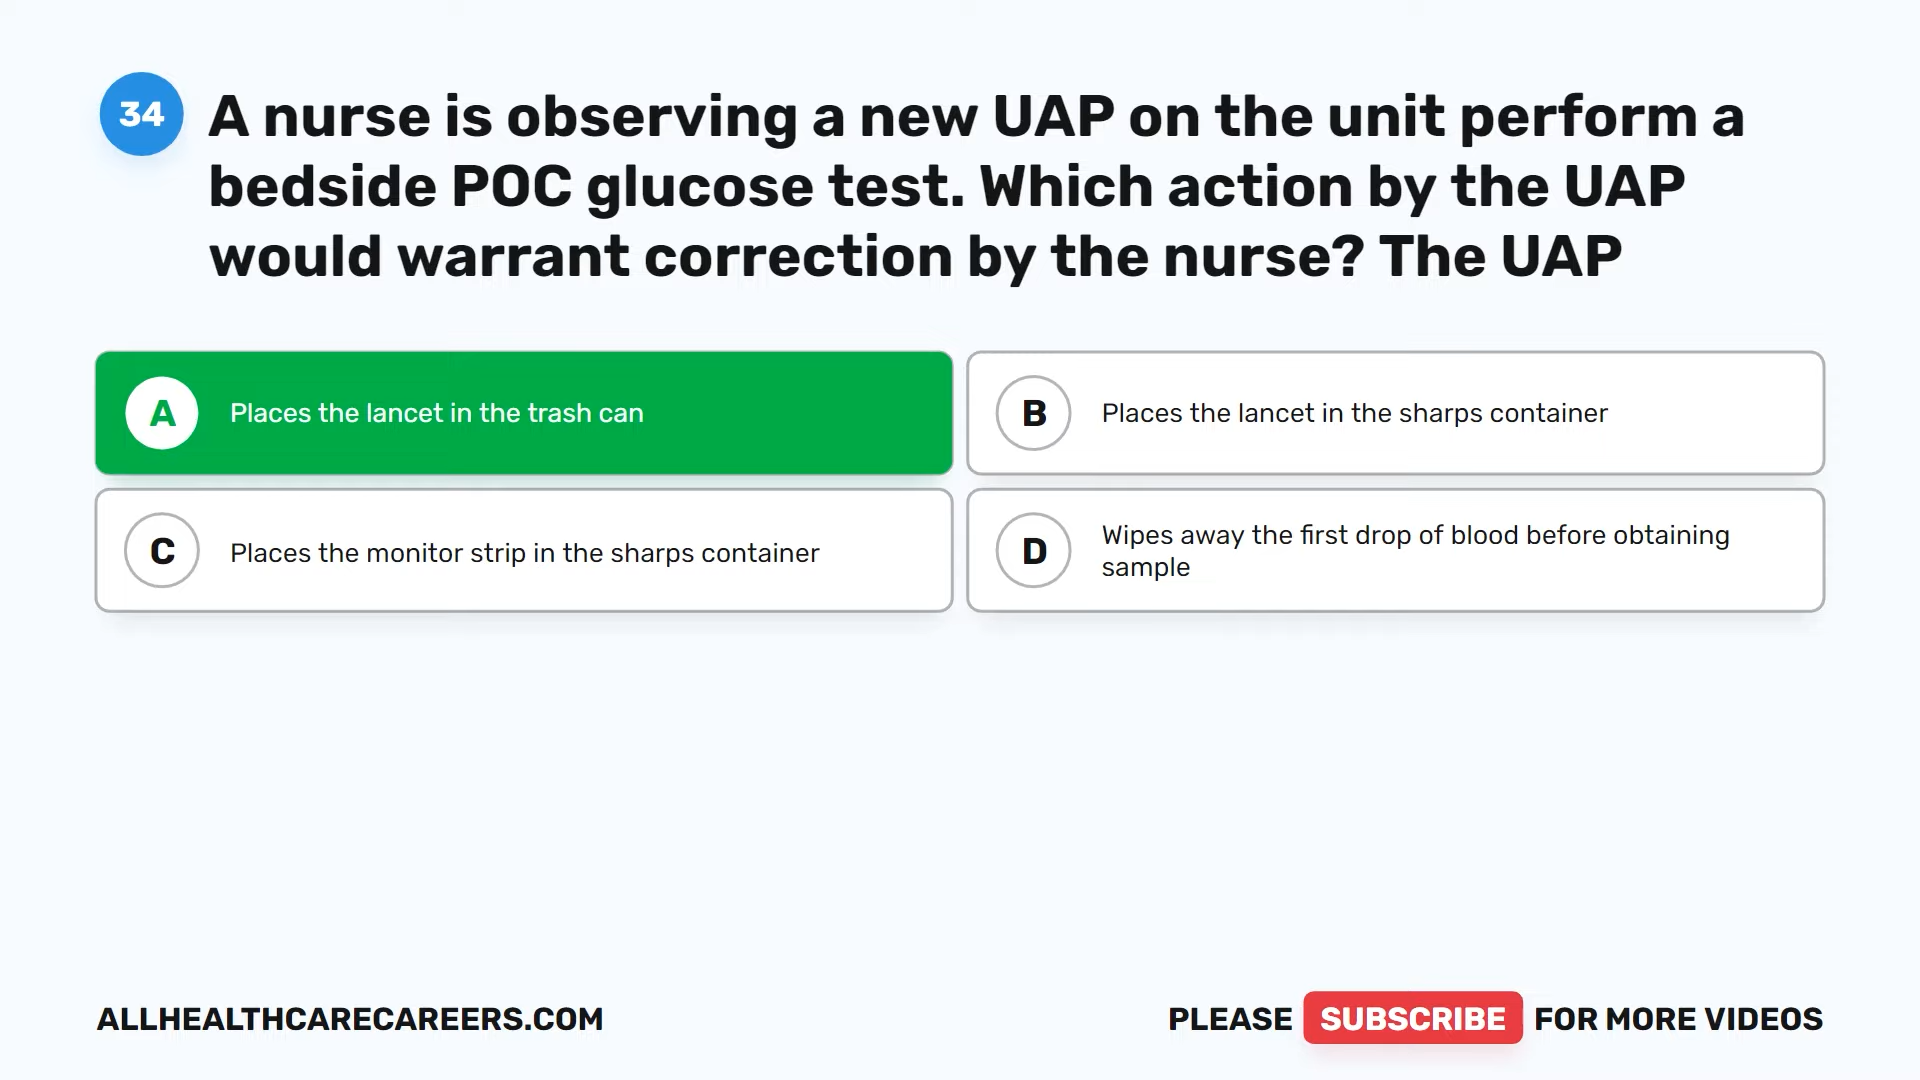 34
A nurse is observing a new UAP on the unit perform a
bedside POC glucose test. Which action by the UAP
would warrant correction by the nurse? The UAP
A Places the lancet in the trash can
B Places the lancet in the sharps container
C Places the monitor strip in the sharps container
D Wipes away the first drop of blood before obtaining
sample
ALLHEALTHCARECAREERS.COM
PLEASE SUBSCRIBE FOR MORE VIDEOS